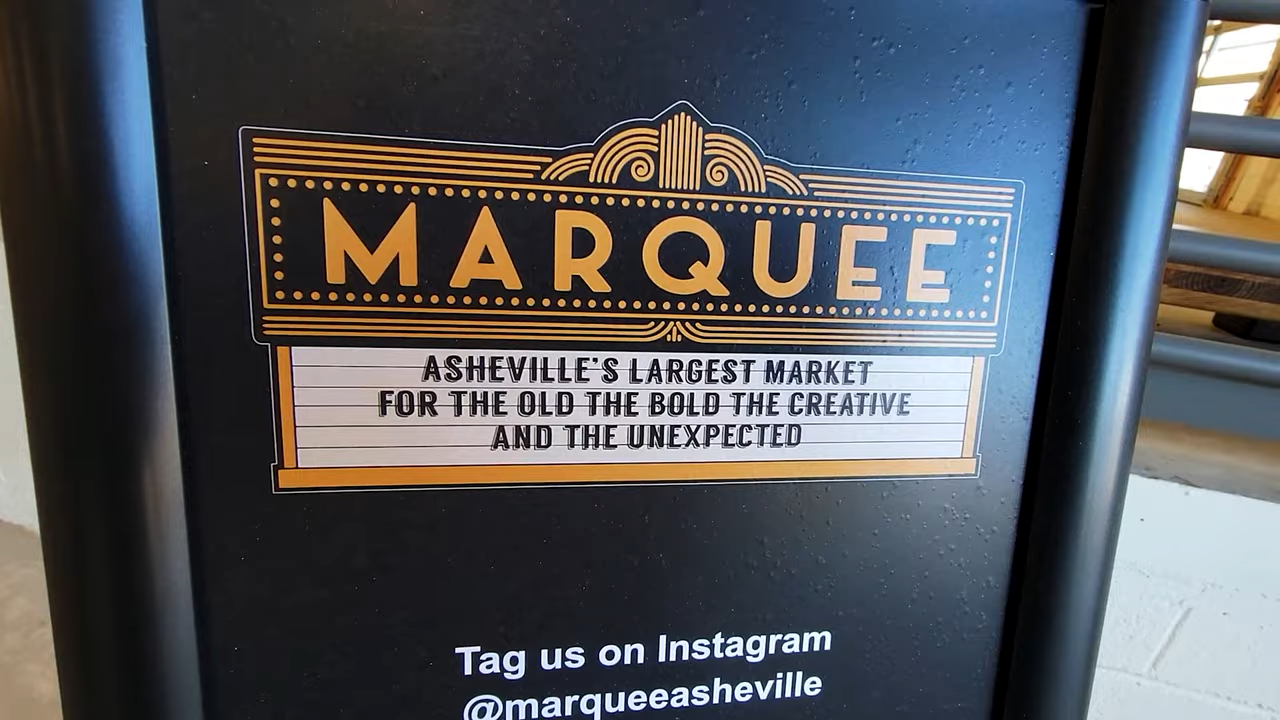 MARQUEE
ASHEVILLE'S LARGEST MARKET
FOR THE OLD THE BOLD THE CREATIVE
AND THE UNEXPECTED
Tag us on Instagram
@marqueeasheville